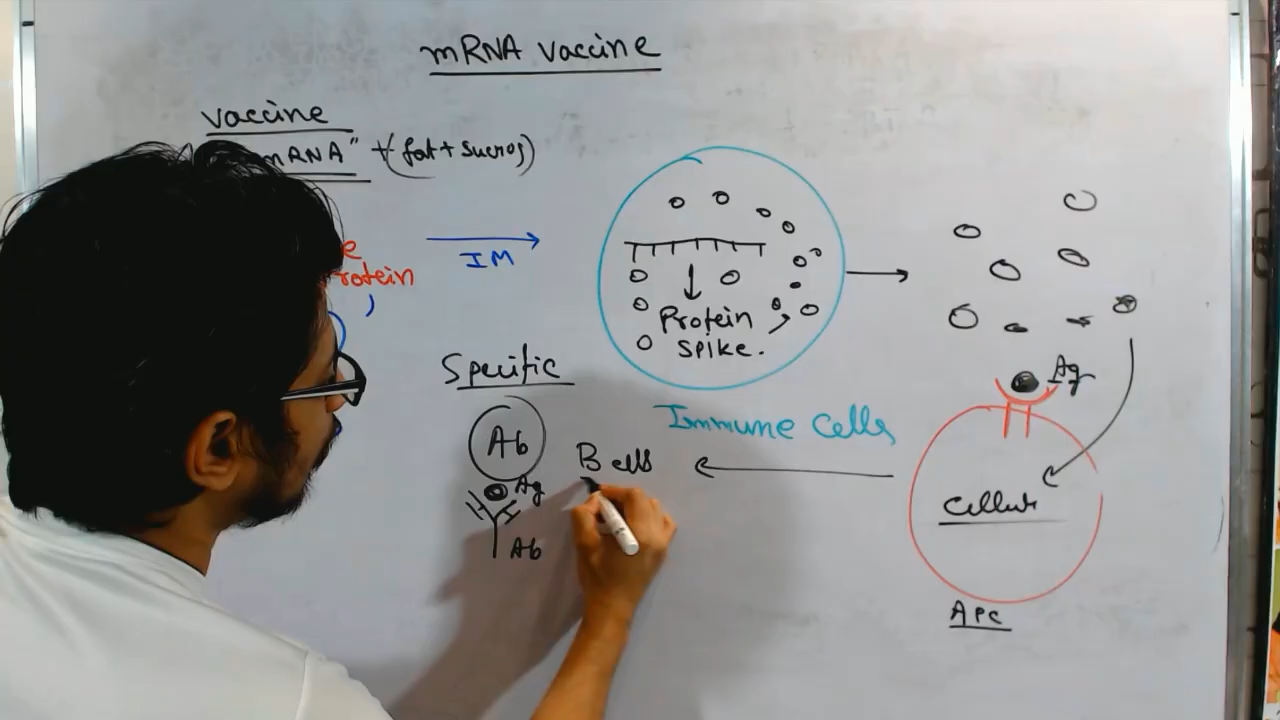 mRNA vaccine
vaccine
mRNA" + (fat + sucros)
e
rotein
IM
Protein
spike.
Ag
Specific
Immune cells
Ab
B cells
Ag
Ab
APC